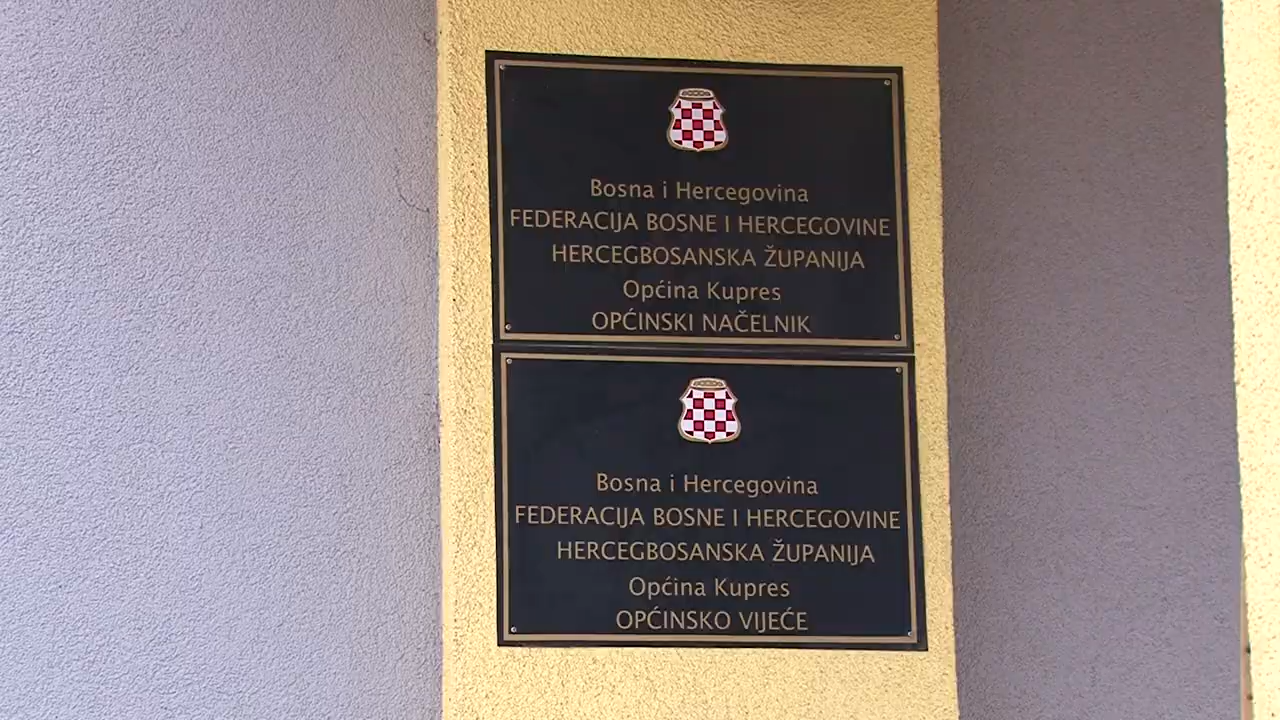 Bosna i Hercegovina
FEDERACIJA BOSNE I HERCEGOVINE
HERCEGBOSANSKA ŽUPANIJA
Općina Kupres
OPĆINSKI NAČELNIK
Bosna i Hercegovina
FEDERACIJA BOSNE I HERCEGOVINE
HERCEGBOSANSKA ŽUPANIJA
Općina Kupres
OPĆINSKO VIJEĆE